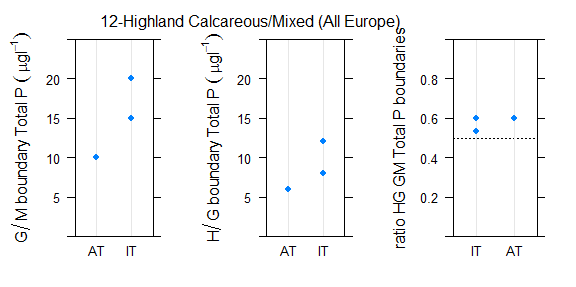 12-Highland Calcareous/Mixed (All Europe)
G/M boundary Total P ( μgl⁻¹)
20
15
10
5
AT IT
H/G boundary Total P ( μgl⁻¹)
20
15
10
5
AT IT
ratio HG GM Total P boundaries
0.8
0.6
0.4
0.2
IT AT